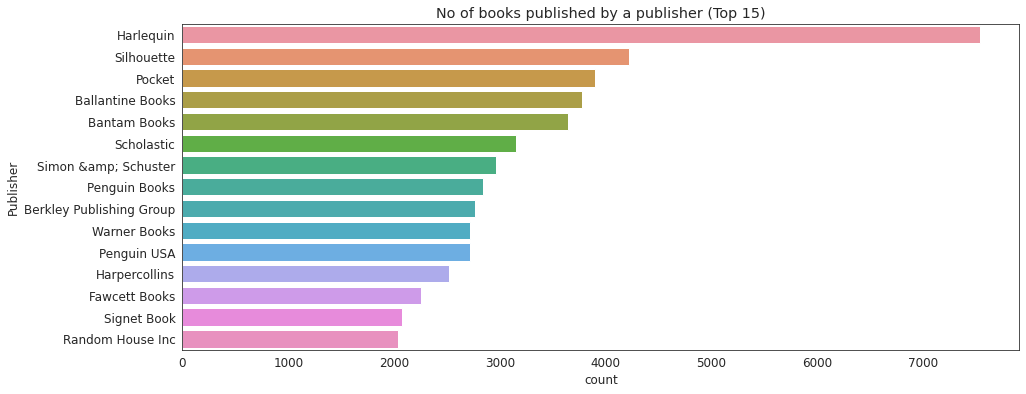 No of books published by a publisher (Top 15)
Publisher
Harlequin
Silhouette
Pocket
Ballantine Books
Bantam Books
Scholastic
Simon &amp; Schuster
Penguin Books
Berkley Publishing Group
Warner Books
Penguin USA
Harpercollins
Fawcett Books
Signet Book
Random House Inc
0 1000 2000 3000 4000 5000 6000 7000
count